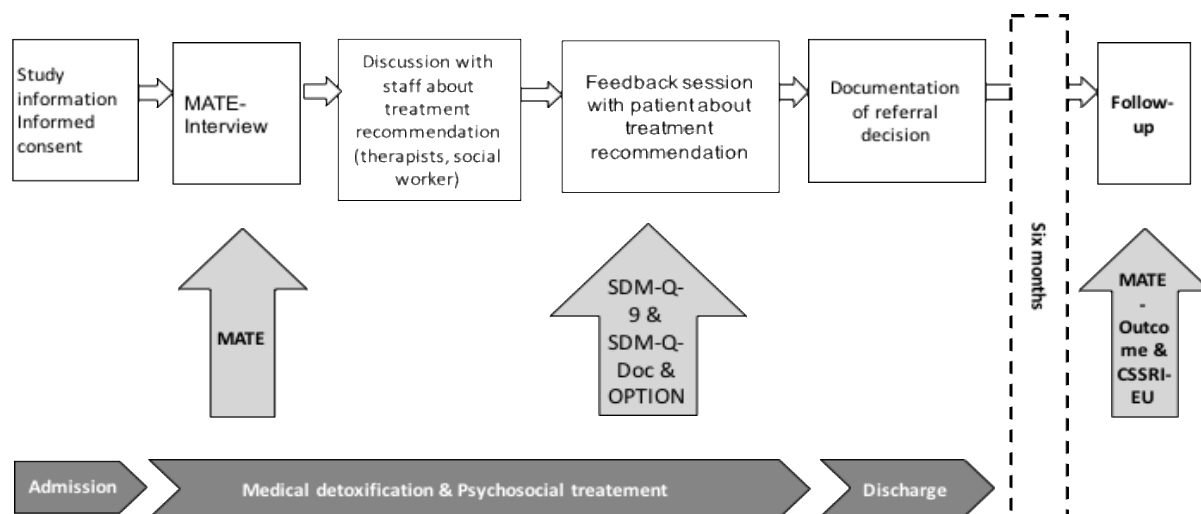 Study
information
Informed
consent
MATE-
Interview
Discussion with
staff about
treatment
recommendation
(therapists, social
worker)
Feedback session
with patient about
treatment
recommendation
Documentation
of referral
decision
Follow-
up
MATE
SDM-Q-
9 &
SDM-Q-
Doc &
OPTION
Six months
MATE
-
Outco
me &
CSSRI-
EU
Admission
Medical detoxification & Psychosocial treatement
Discharge